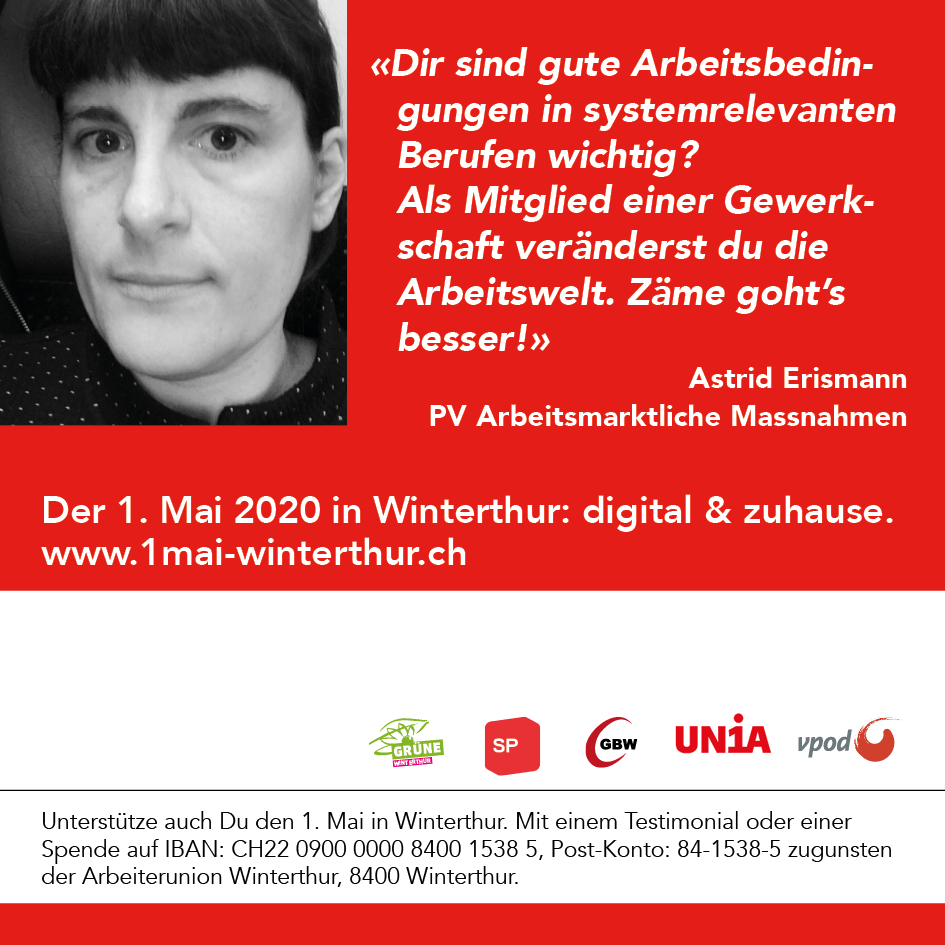 «Dir sind gute Arbeitsbedin-
gungen in systemrelevanten
Berufen wichtig?
Als Mitglied einer Gewerk-
schaft veränderst du die
Arbeitswelt. Zäme goht’s
besser!»
Astrid Erismann
PV Arbeitsmarktliche Massnahmen
Der 1. Mai 2020 in Winterthur: digital & zuhause.
www.1mai-winterthur.ch
GRÜNE
WINTERTHUR
SP
GBW
UNiA
vpod
Unterstütze auch Du den 1. Mai in Winterthur. Mit einem Testimonial oder einer
Spende auf IBAN: CH22 0900 0000 8400 1538 5, Post-Konto: 84-1538-5 zugunsten
der Arbeiterunion Winterthur, 8400 Winterthur.